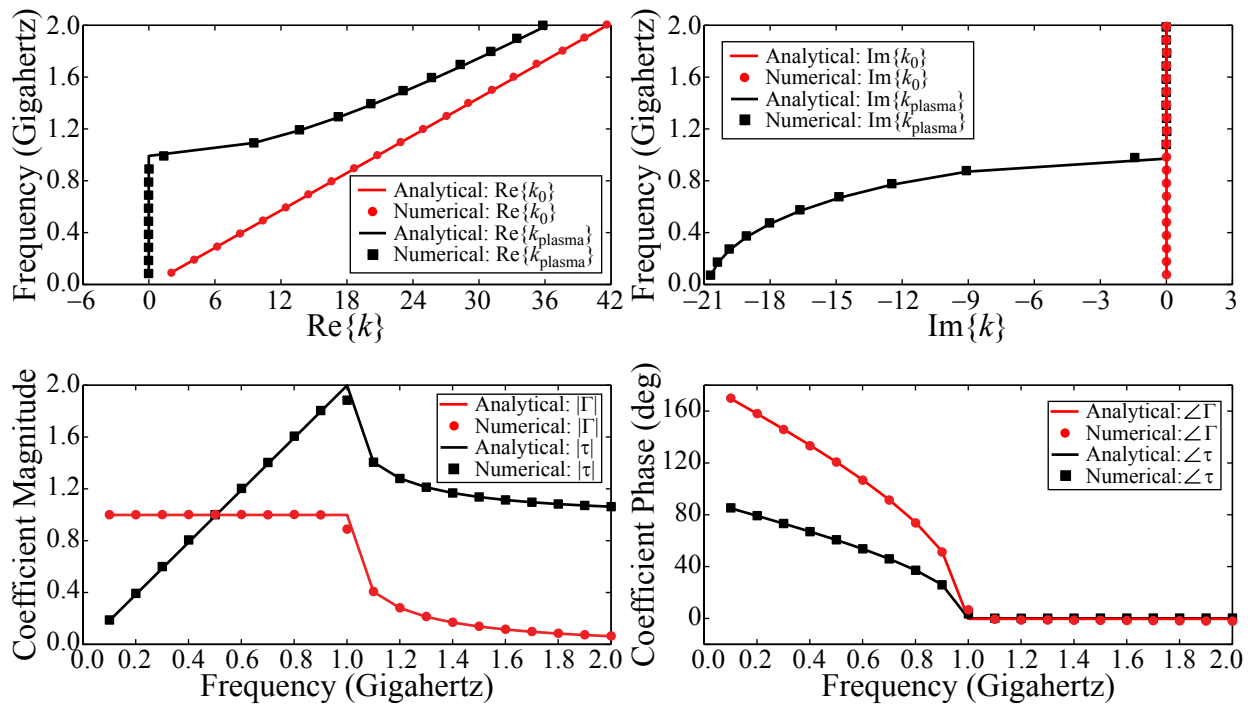 Frequency (Gigahertz)
2.0
1.6
1.2
0.8
0.4
0.0
−6 0 6 12 18 24 30 36 42
Re{k}
Analytical: Re{k₀}
Numerical: Re{k₀}
Analytical: Re{k_plasma}
Numerical: Re{k_plasma}
Frequency (Gigahertz)
2.0
1.6
1.2
0.8
0.4
0.0
−21 −18 −15 −12 −9 −6 −3 0 3
Im{k}
Analytical: Im{k₀}
Numerical: Im{k₀}
Analytical: Im{k_plasma}
Numerical: Im{k_plasma}
Coefficient Magnitude
2.0
1.6
1.2
0.8
0.4
0.0
0.0 0.2 0.4 0.6 0.8 1.0 1.2 1.4 1.6 1.8 2.0
Frequency (Gigahertz)
Analytical: |Γ|
Numerical: |Γ|
Analytical: |τ|
Numerical: |τ|
Coefficient Phase (deg)
160
120
80
40
0
0.0 0.2 0.4 0.6 0.8 1.0 1.2 1.4 1.6 1.8 2.0
Frequency (Gigahertz)
Analytical: ∠Γ
Numerical: ∠Γ
Analytical: ∠τ
Numerical: ∠τ